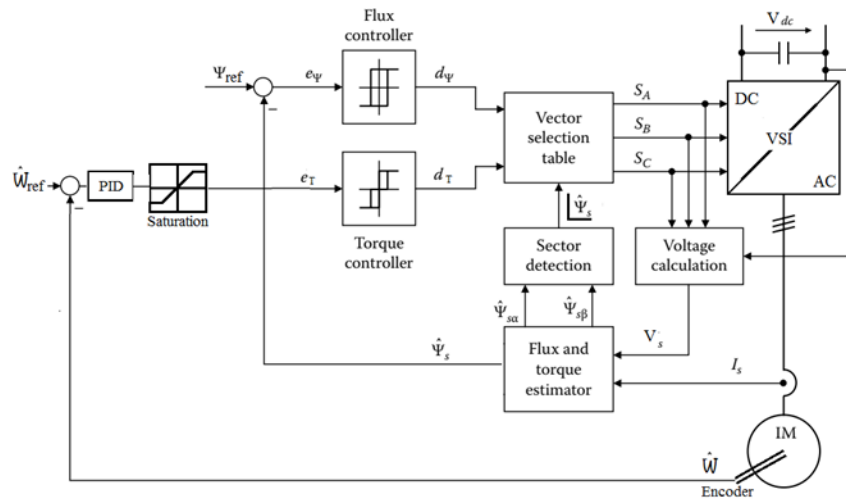 Flux
controller
V dc
Ψref
eΨ
dΨ
SA
SB
SC
Vector
selection
table
DC
VSI
AC
Ŵref
PID
Saturation
eT
dT
Torque
controller
Ψ̂s
Sector
detection
Voltage
calculation
Ψ̂sα
Ψ̂sβ
Ψ̂s
Vs
Flux and
torque
estimator
Is
IM
Ŵ
Encoder